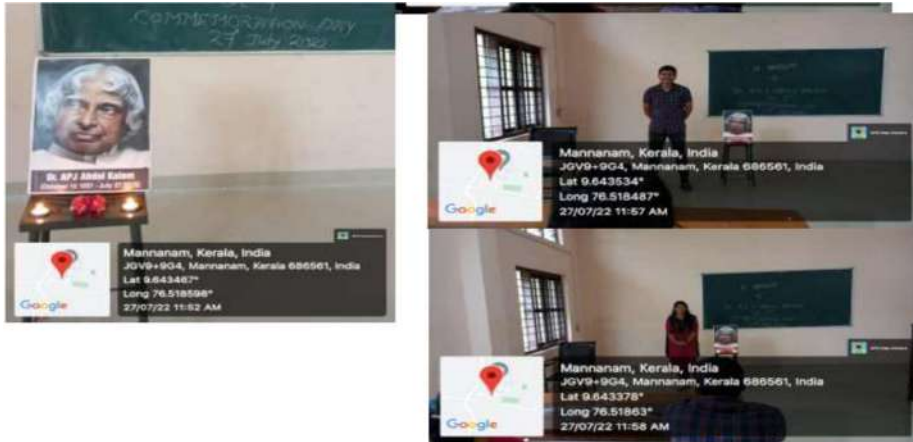 COMMEMORATION DAY
27 July 2022
Dr. APJ Abdul Kalam
Google
Mannanam, Kerala, India
JGV9+9G4, Mannanam, Kerala 686561, India
Lat 9.643467°
Long 76.518598°
27/07/22 11:52 AM
Google
Mannanam, Kerala, India
JGV9+9G4, Mannanam, Kerala 686561, India
Lat 9.643534°
Long 76.518487°
27/07/22 11:57 AM
Google
Mannanam, Kerala, India
JGV9+9G4, Mannanam, Kerala 686561, India
Lat 9.643378°
Long 76.51863°
27/07/22 11:58 AM